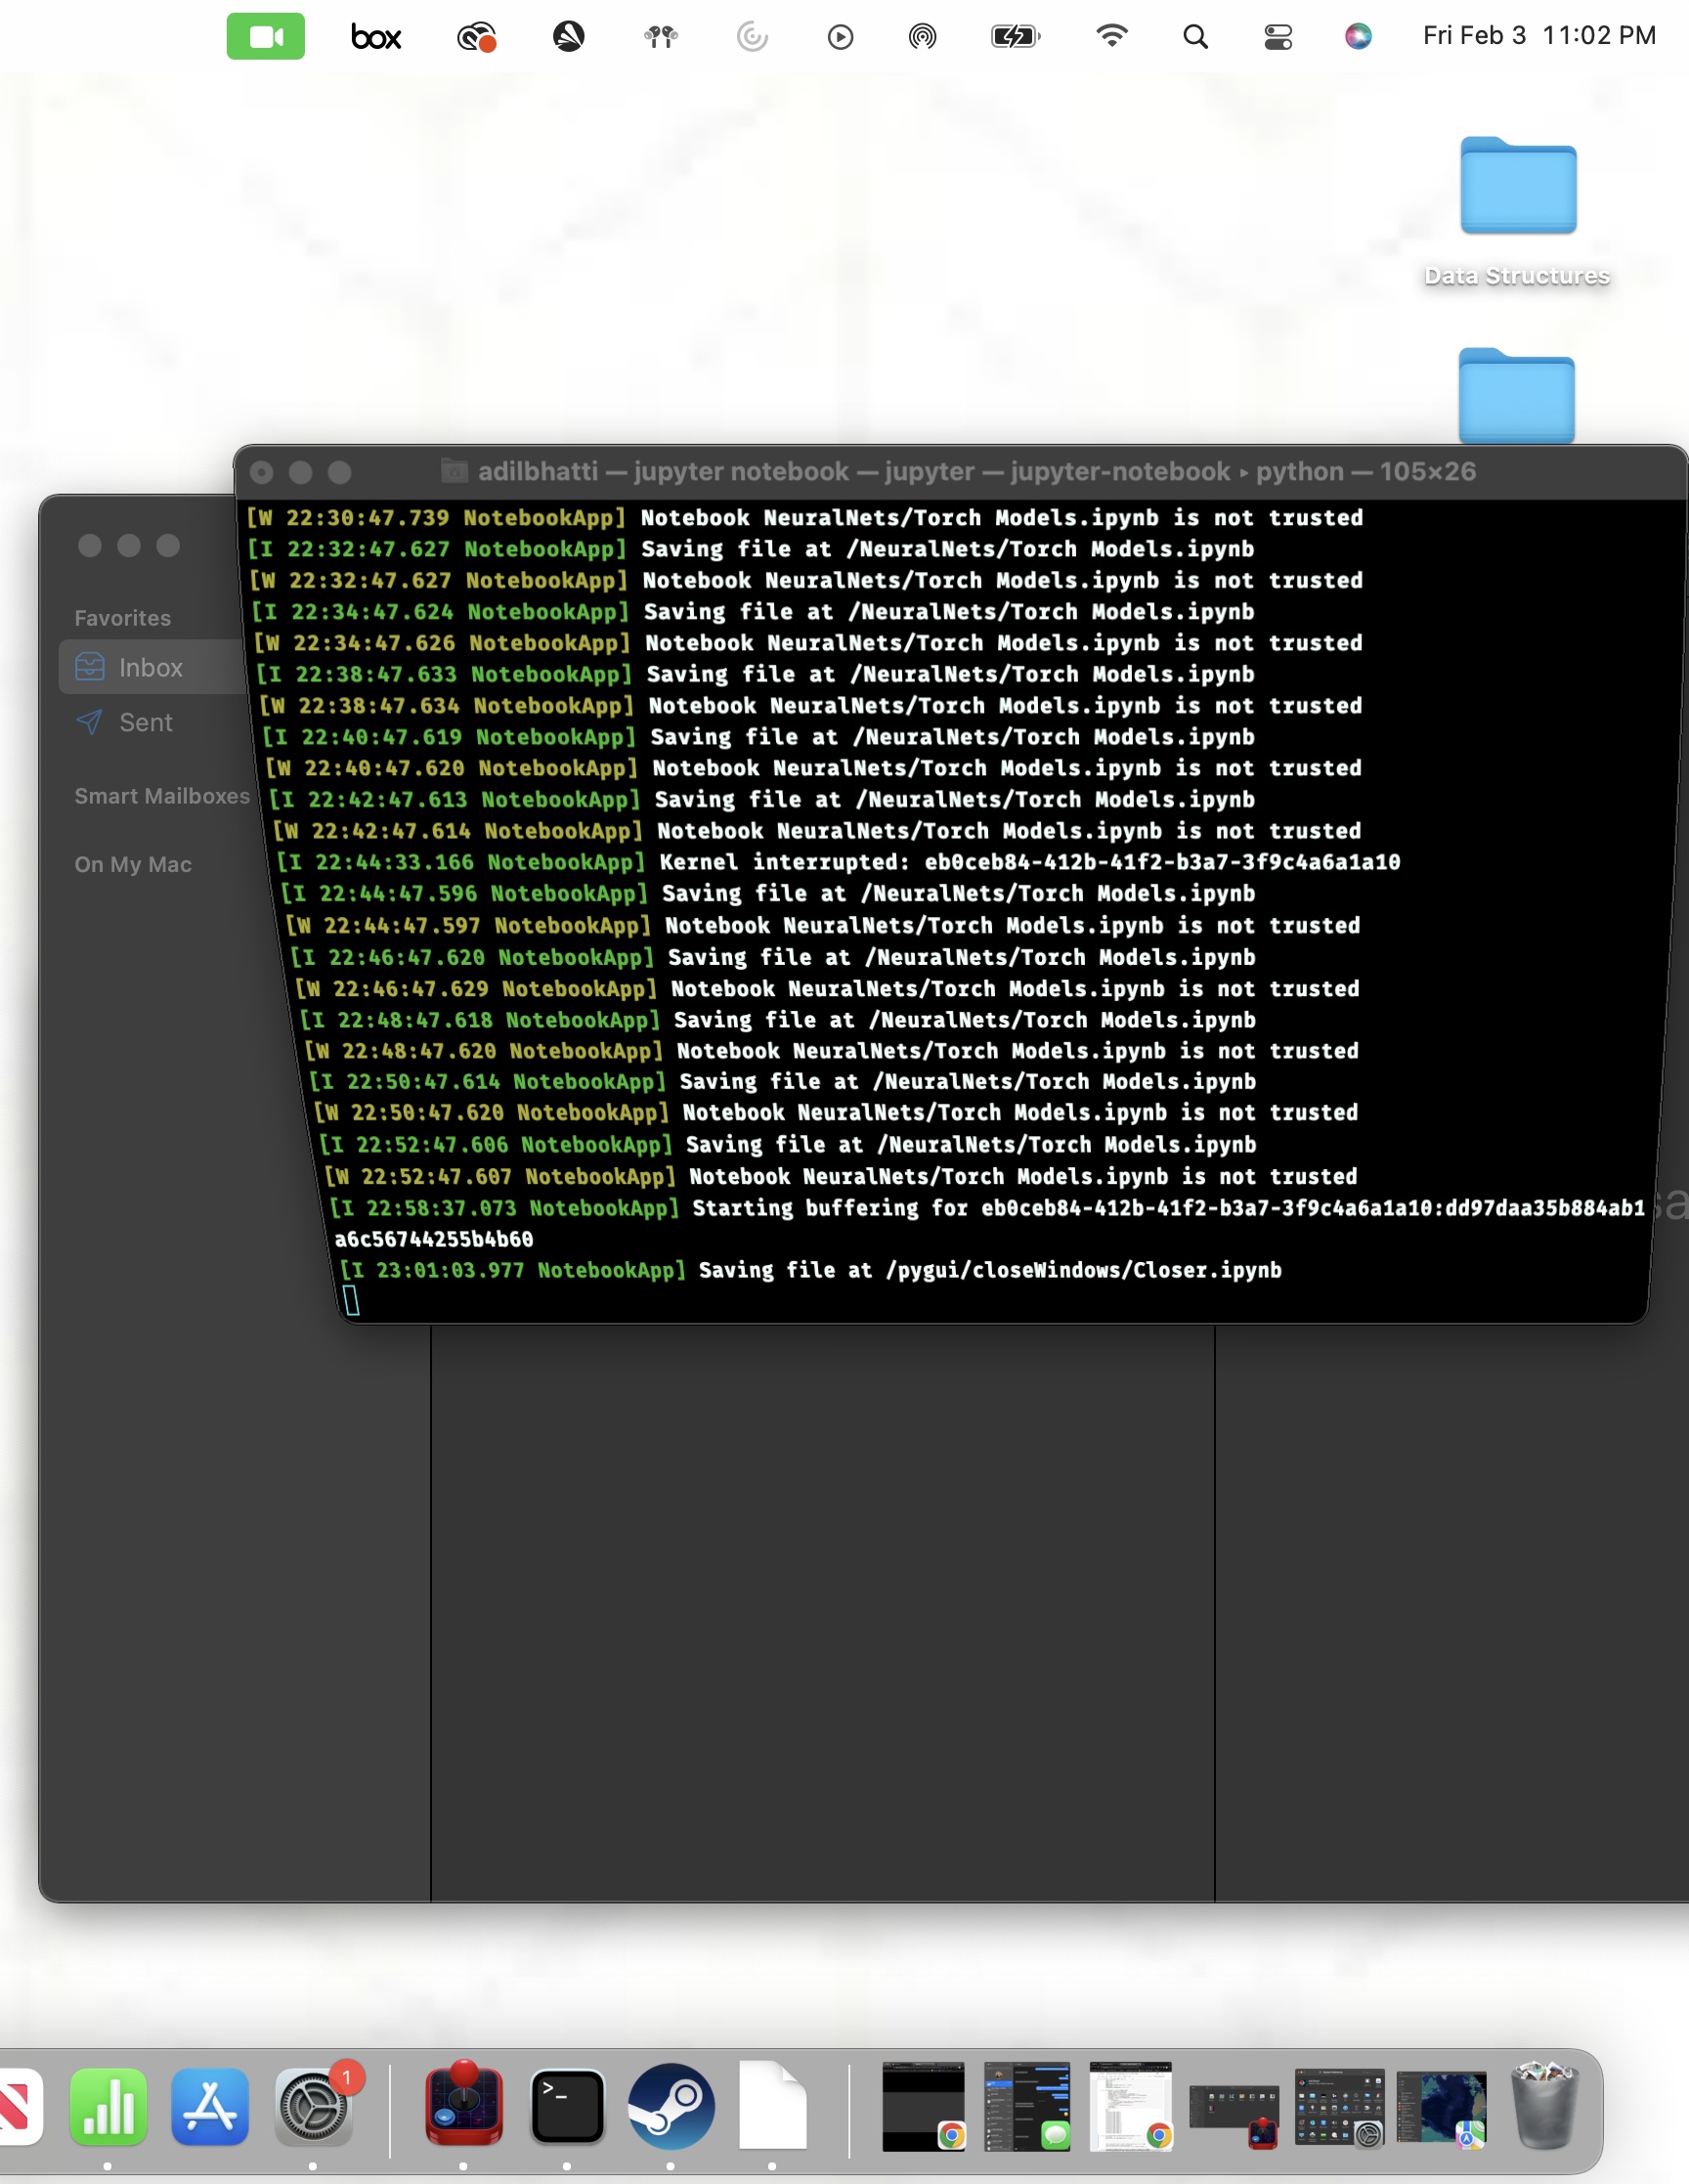 box
Fri Feb 3 11:02 PM
Data Structures
adilbhatti — jupyter notebook — jupyter — jupyter-notebook ▸ python — 105×26
Favorites
Inbox
Sent
Smart Mailboxes
On My Mac
[W 22:30:47.739 NotebookApp] Notebook NeuralNets/Torch Models.ipynb is not trusted
[I 22:32:47.627 NotebookApp] Saving file at /NeuralNets/Torch Models.ipynb
[W 22:32:47.627 NotebookApp] Notebook NeuralNets/Torch Models.ipynb is not trusted
[I 22:34:47.624 NotebookApp] Saving file at /NeuralNets/Torch Models.ipynb
[W 22:34:47.626 NotebookApp] Notebook NeuralNets/Torch Models.ipynb is not trusted
[I 22:38:47.633 NotebookApp] Saving file at /NeuralNets/Torch Models.ipynb
[W 22:38:47.634 NotebookApp] Notebook NeuralNets/Torch Models.ipynb is not trusted
[I 22:40:47.619 NotebookApp] Saving file at /NeuralNets/Torch Models.ipynb
[W 22:40:47.620 NotebookApp] Notebook NeuralNets/Torch Models.ipynb is not trusted
[I 22:42:47.613 NotebookApp] Saving file at /NeuralNets/Torch Models.ipynb
[W 22:42:47.614 NotebookApp] Notebook NeuralNets/Torch Models.ipynb is not trusted
[I 22:44:33.166 NotebookApp] Kernel interrupted: eb0ceb84-412b-41f2-b3a7-3f9c4a6a1a10
[I 22:44:47.596 NotebookApp] Saving file at /NeuralNets/Torch Models.ipynb
[W 22:44:47.597 NotebookApp] Notebook NeuralNets/Torch Models.ipynb is not trusted
[I 22:46:47.620 NotebookApp] Saving file at /NeuralNets/Torch Models.ipynb
[W 22:46:47.629 NotebookApp] Notebook NeuralNets/Torch Models.ipynb is not trusted
[I 22:48:47.618 NotebookApp] Saving file at /NeuralNets/Torch Models.ipynb
[W 22:48:47.620 NotebookApp] Notebook NeuralNets/Torch Models.ipynb is not trusted
[I 22:50:47.614 NotebookApp] Saving file at /NeuralNets/Torch Models.ipynb
[W 22:50:47.620 NotebookApp] Notebook NeuralNets/Torch Models.ipynb is not trusted
[I 22:52:47.606 NotebookApp] Saving file at /NeuralNets/Torch Models.ipynb
[W 22:52:47.607 NotebookApp] Notebook NeuralNets/Torch Models.ipynb is not trusted
[I 22:58:37.073 NotebookApp] Starting buffering for eb0ceb84-412b-41f2-b3a7-3f9c4a6a1a10:dd97daa35b884ab1
a6c56744255b4b60
[I 23:01:03.977 NotebookApp] Saving file at /pygui/closeWindows/Closer.ipynb
1
>_